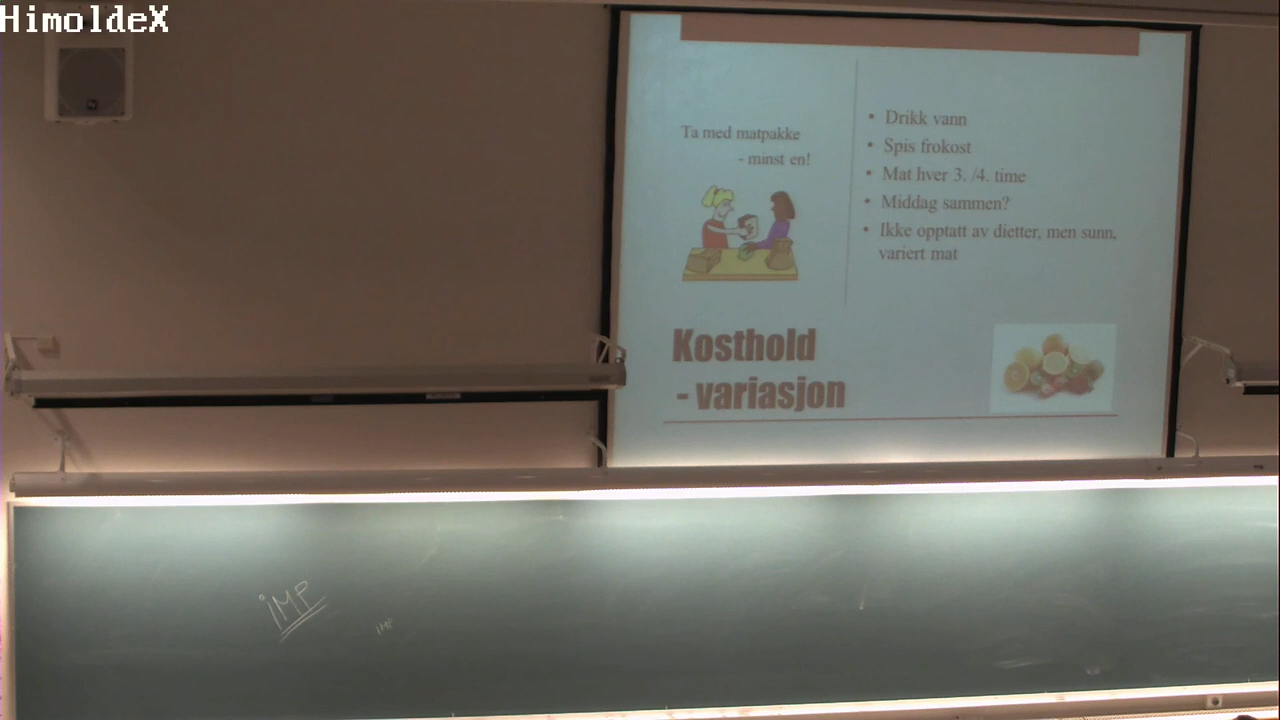 HimoldeX
Ta med matpakke
- minst en!
• Drikk vann
• Spis frokost
• Mat hver 3. /4. time
• Middag sammen?
• Ikke opptatt av dietter, men sunn,
variert mat
Kosthold
- variasjon
iMP
IMP